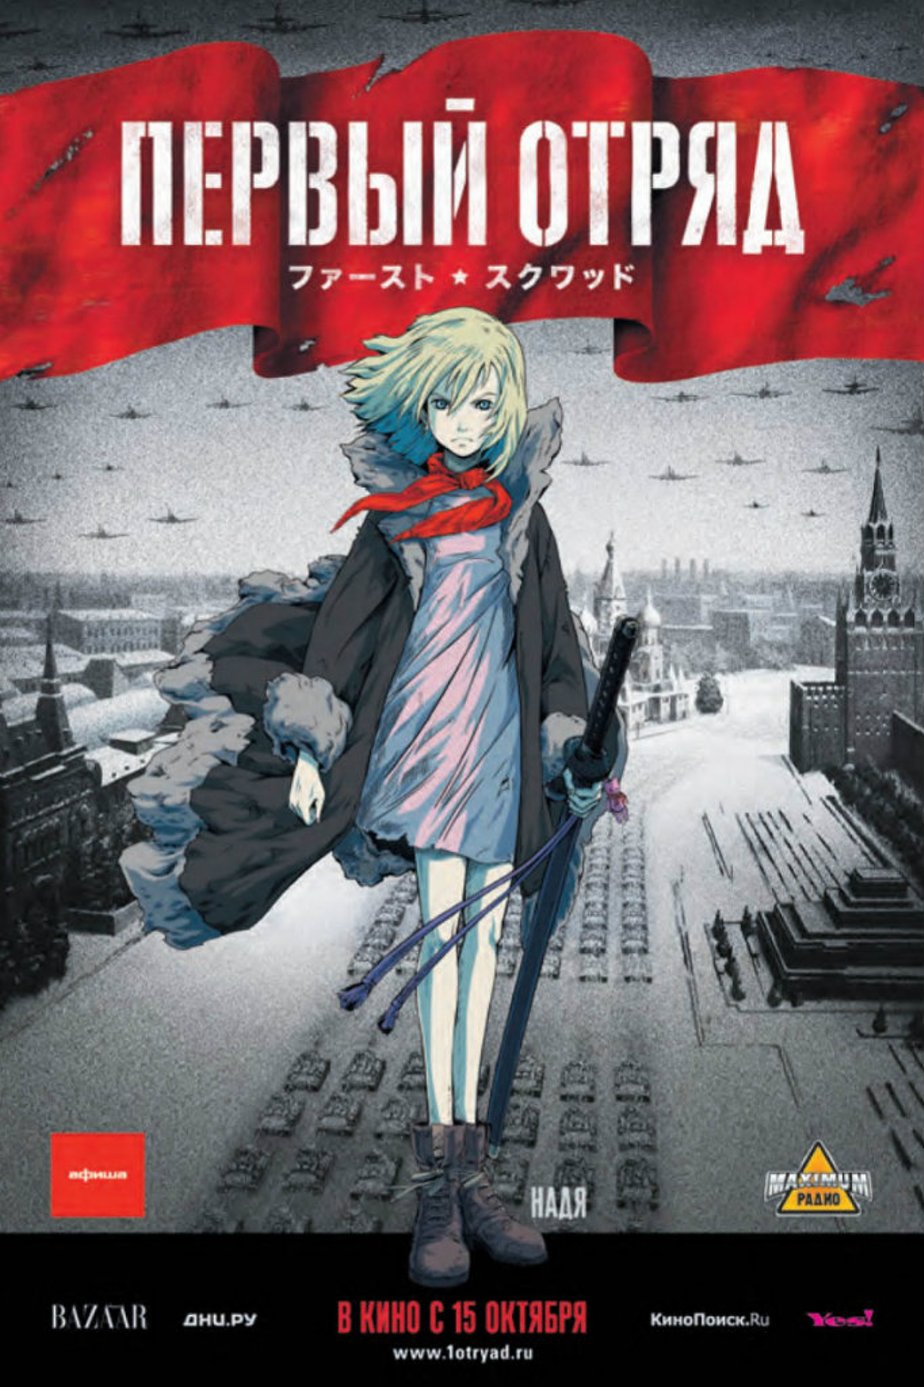 ПЕРВЫЙ ОТРЯД
ファースト ★ スクワッド
афиша
НАДЯ
MAXIMUM
РАДИО
BAZAAR
ДНИ.РУ
В КИНО С 15 ОКТЯБРЯ
www.1otryad.ru
КиноПоиск.Ru
Yes!